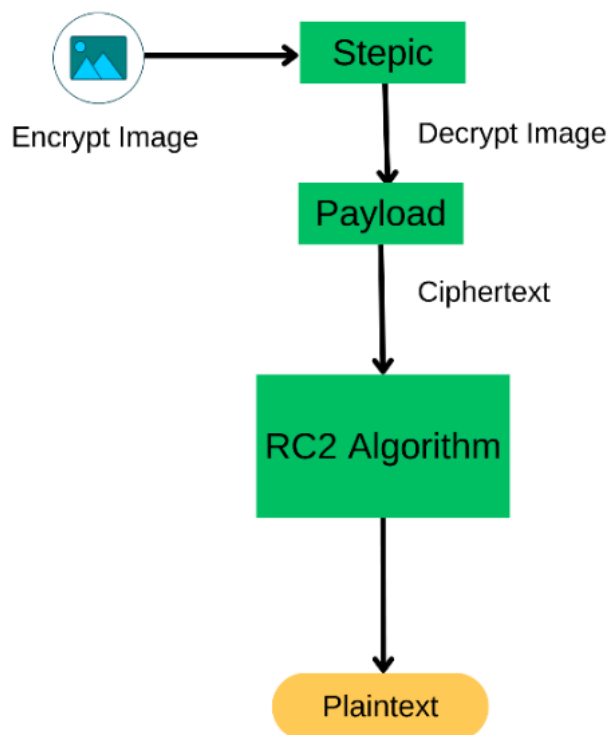 Stepic
Encrypt Image
Decrypt Image
Payload
Ciphertext
RC2 Algorithm
Plaintext